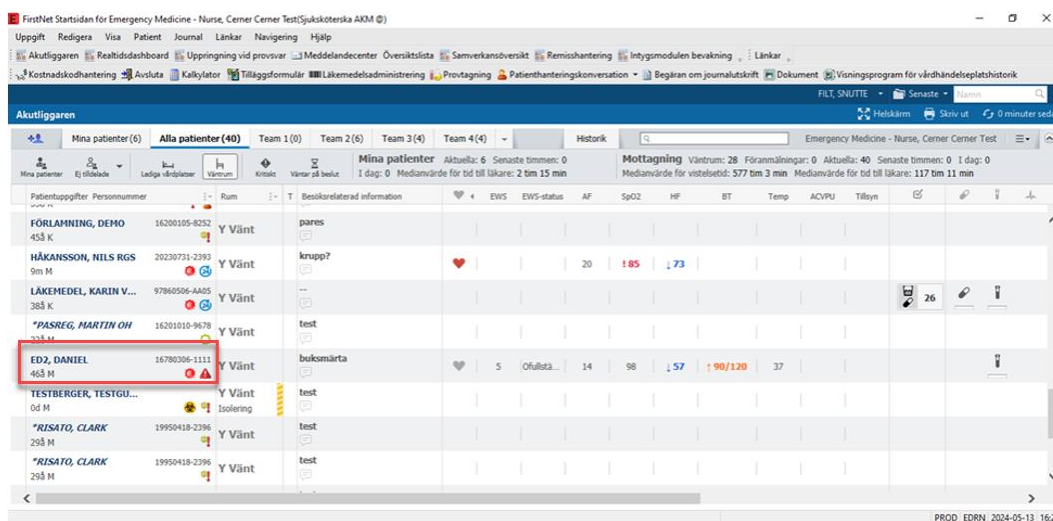 FirstNet Startsidan för Emergency Medicine - Nurse, Cerner Cerner Test(Sjuksköterska AKM @)
Uppgift Redigera Visa Patient Journal Länkar Navigering Hjälp
Akutliggaren Realtidsdashboard Uppringning vid provsvar Meddelandecenter Översiktslista Samverkansöversikt Remisshantering Intygsmodulen bevakning Länkar
Kostnadskodhantering Avsluta Kalkylator Tilläggsformulär Läkemedelsadministrering Provtagning Patienthanteringskonversation Begäran om journalutskrift Dokument Visningsprogram för vårdhändelseplatshistorik
FILT, SNUTTE Senaste Namn
Akutliggaren Helskärm Skriv ut 0 minuter seda
Mina patienter (6) Alla patienter (40) Team 1 (0) Team 2 (6) Team 3 (4) Team 4 (4) Historik Emergency Medicine - Nurse, Cerner Cerner Test
Mina patienter Aktuella: 6 Senaste timmen: 0 Mottagning Väntrum: 28 Föranmälningar: 0 Aktuella: 40 Senaste timmen: 0 I dag: 0
Mina patienter Ej tilldelade Lediga vårdplatser Väntrum Kritiskt Väntar på beslut I dag: 0 Medianvärde för tid till läkare: 2 tim 15 min Medianvärde för vistelsetid: 577 tim 3 min Medianvärde för tid till läkare: 117 tim 11 min
Patientuppgifter Personnummer Rum T Besöksrelaterad information EWS EWS-status AF SpO2 HF BT Temp ACVPU Tillsyn
FÖRLAMNING, DEMO 16200105-8252 Y Vänt pares
45å K
HÅKANSSON, NILS RGS 20230731-2393 Y Vänt krupp? 20 !85 ↓73
9m M
LÄKEMEDEL, KARIN V... 97860506-AA05 Y Vänt -- 26
38å K
*PASREG, MARTIN OH 16201010-9678 Y Vänt test
ED2, DANIEL 16780306-1111 Y Vänt buksmärta 5 Ofullstä... 14 98 ↓57 ↑90/120 37
46å M
TESTBERGER, TESTGU... Y Vänt test
0d M Isolering
*RISATO, CLARK 19950418-2396 Y Vänt test
29å M
*RISATO, CLARK 19950418-2396 Y Vänt test
29å M
PROD EDRN 2024-05-13 16:2